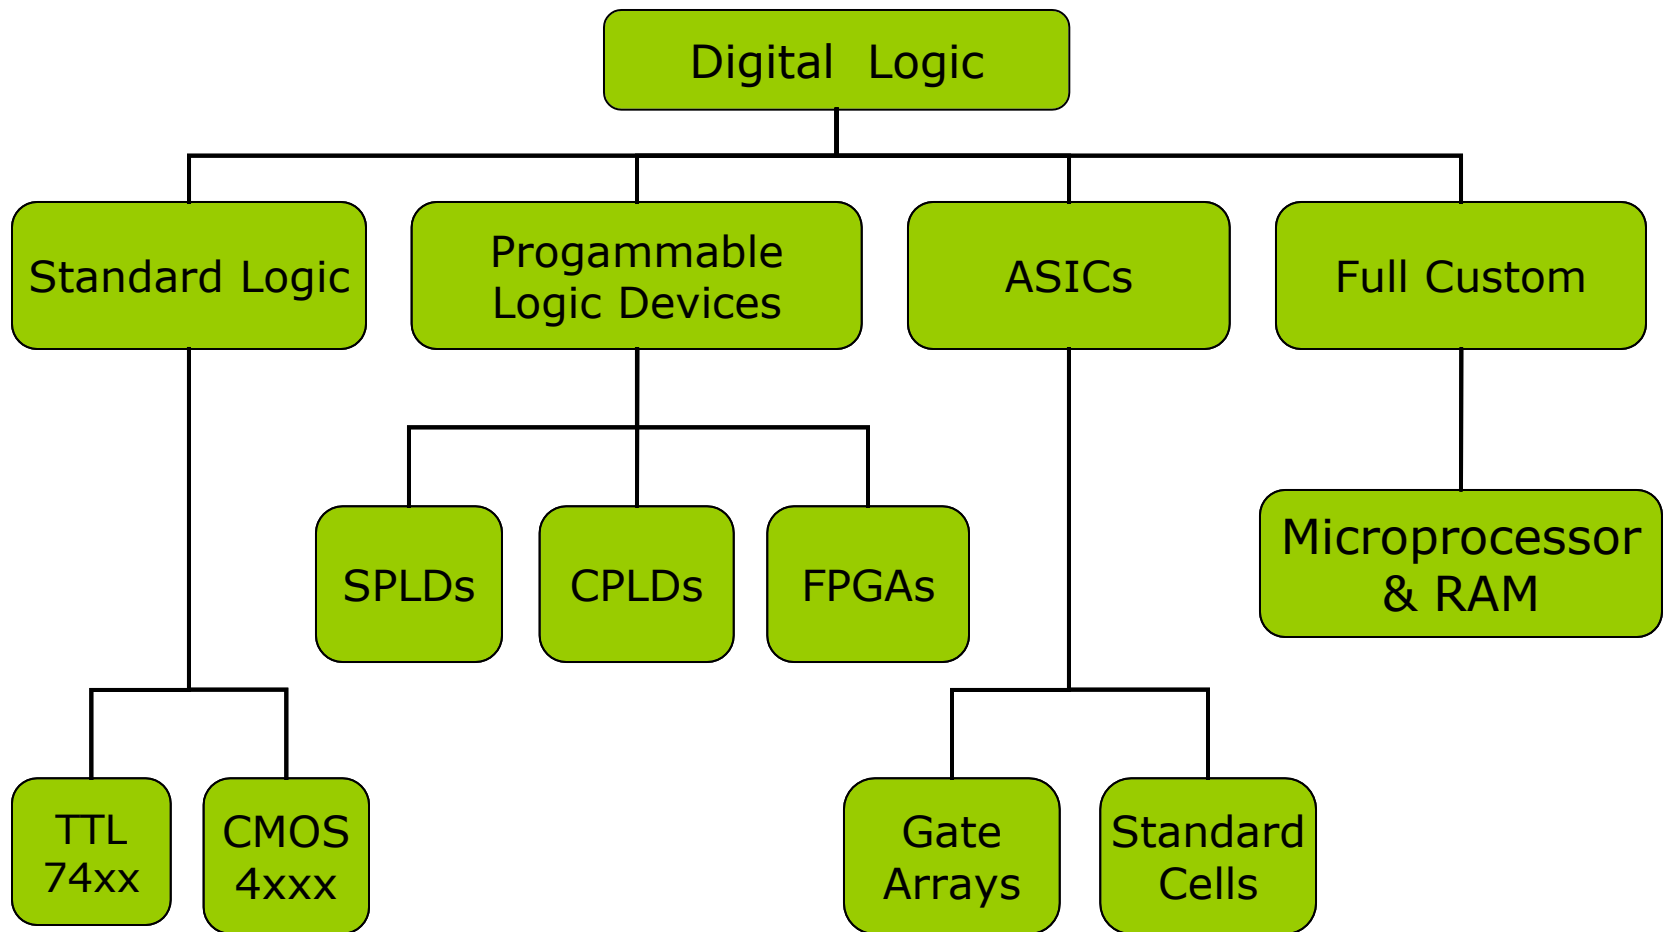 Digital Logic
Standard Logic
Progammable
Logic Devices
ASICs
Full Custom
SPLDs
CPLDs
FPGAs
Microprocessor
& RAM
TTL
74xx
CMOS
4xxx
Gate
Arrays
Standard
Cells